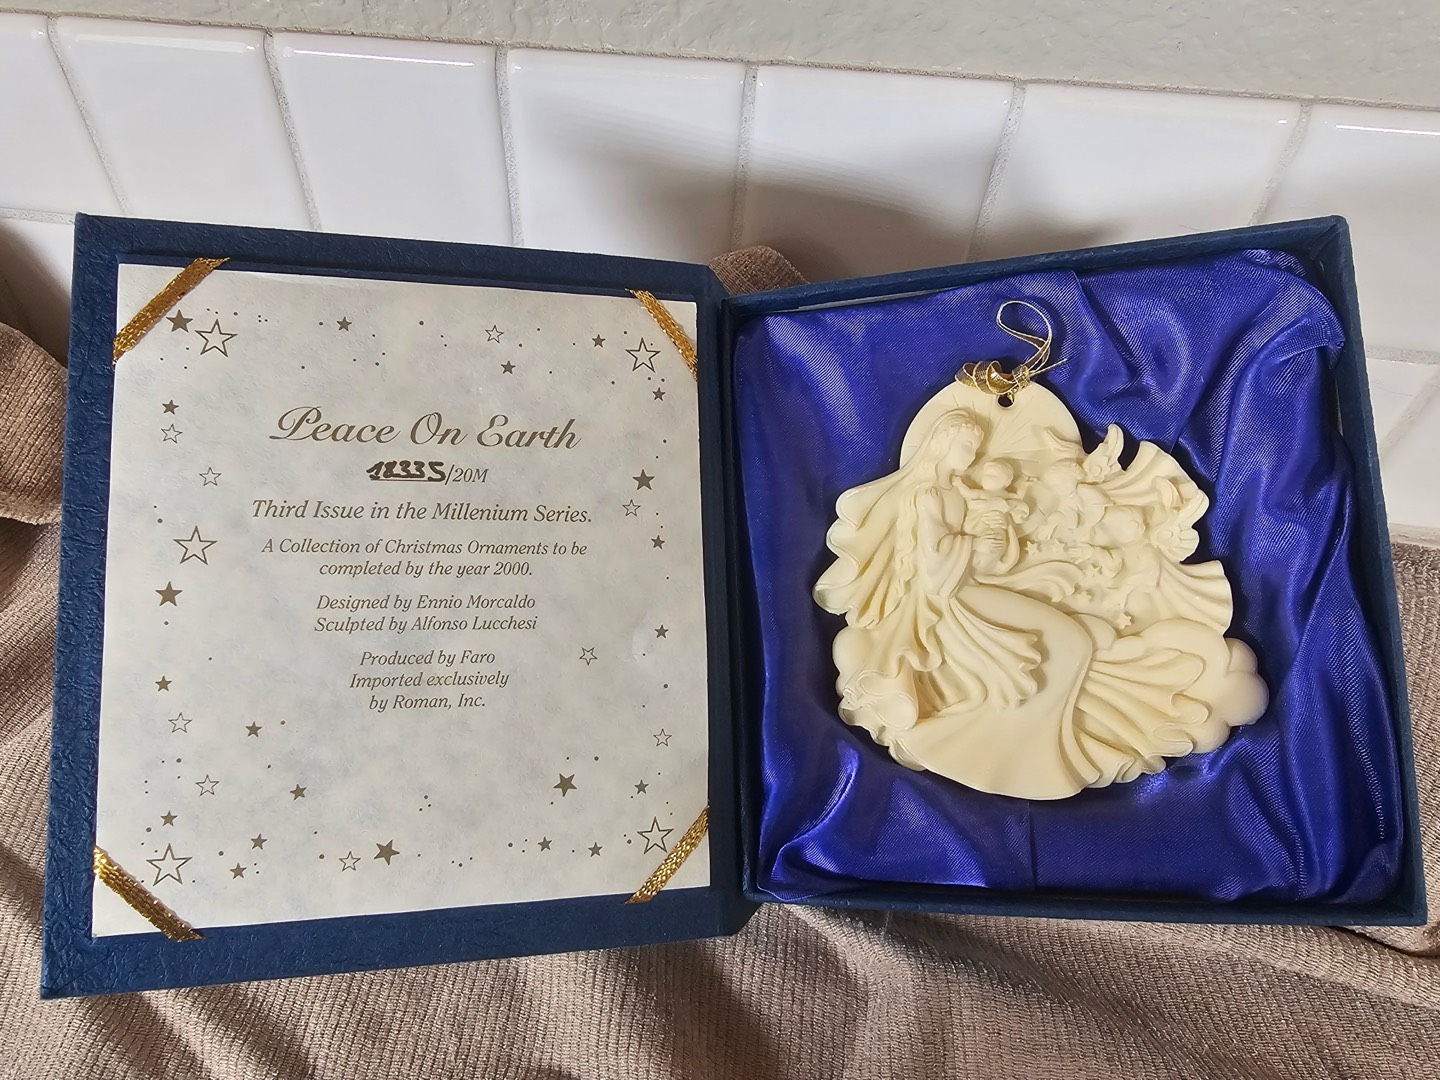 Peace On Earth
18335/20M
Third Issue in the Millenium Series.
A Collection of Christmas Ornaments to be
completed by the year 2000.
Designed by Ennio Morcaldo
Sculpted by Alfonso Lucchesi
Produced by Faro
Imported exclusively
by Roman, Inc.